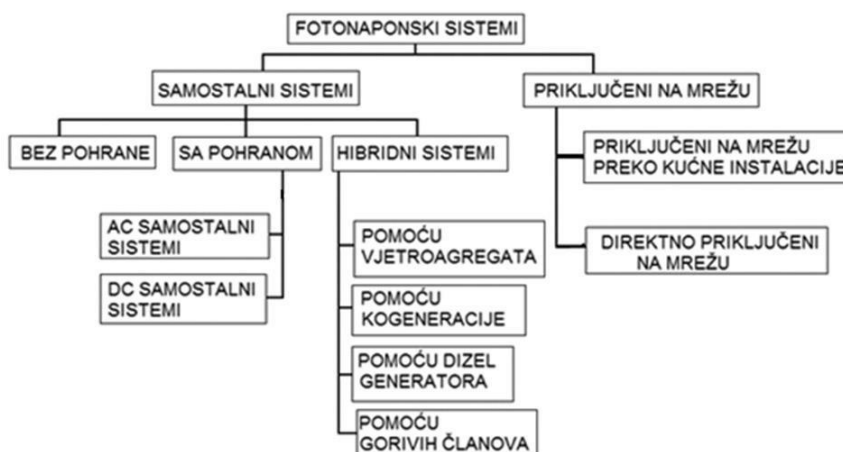 FOTONAPONSKI SISTEMI
SAMOSTALNI SISTEMI
PRIKLJUČENI NA MREŽU
BEZ POHRANE
SA POHRANOM
HIBRIDNI SISTEMI
PRIKLJUČENI NA MREŽU
PREKO KUĆNE INSTALACIJE
AC SAMOSTALNI
SISTEMI
DC SAMOSTALNI
SISTEMI
POMOĆU
VJETROAGREGATA
POMOĆU
KOGENERACIJE
POMOĆU DIZEL
GENERATORA
POMOĆU
GORIVIH ČLANOVA
DIREKTNO PRIKLJUČENI
NA MREŽU